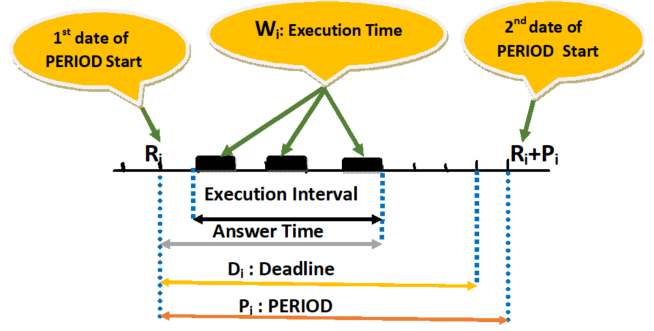 1st date of
PERIOD Start
Wi: Execution Time
2nd date of
PERIOD Start
Ri
Ri+Pi
Execution Interval
Answer Time
Di : Deadline
Pi : PERIOD